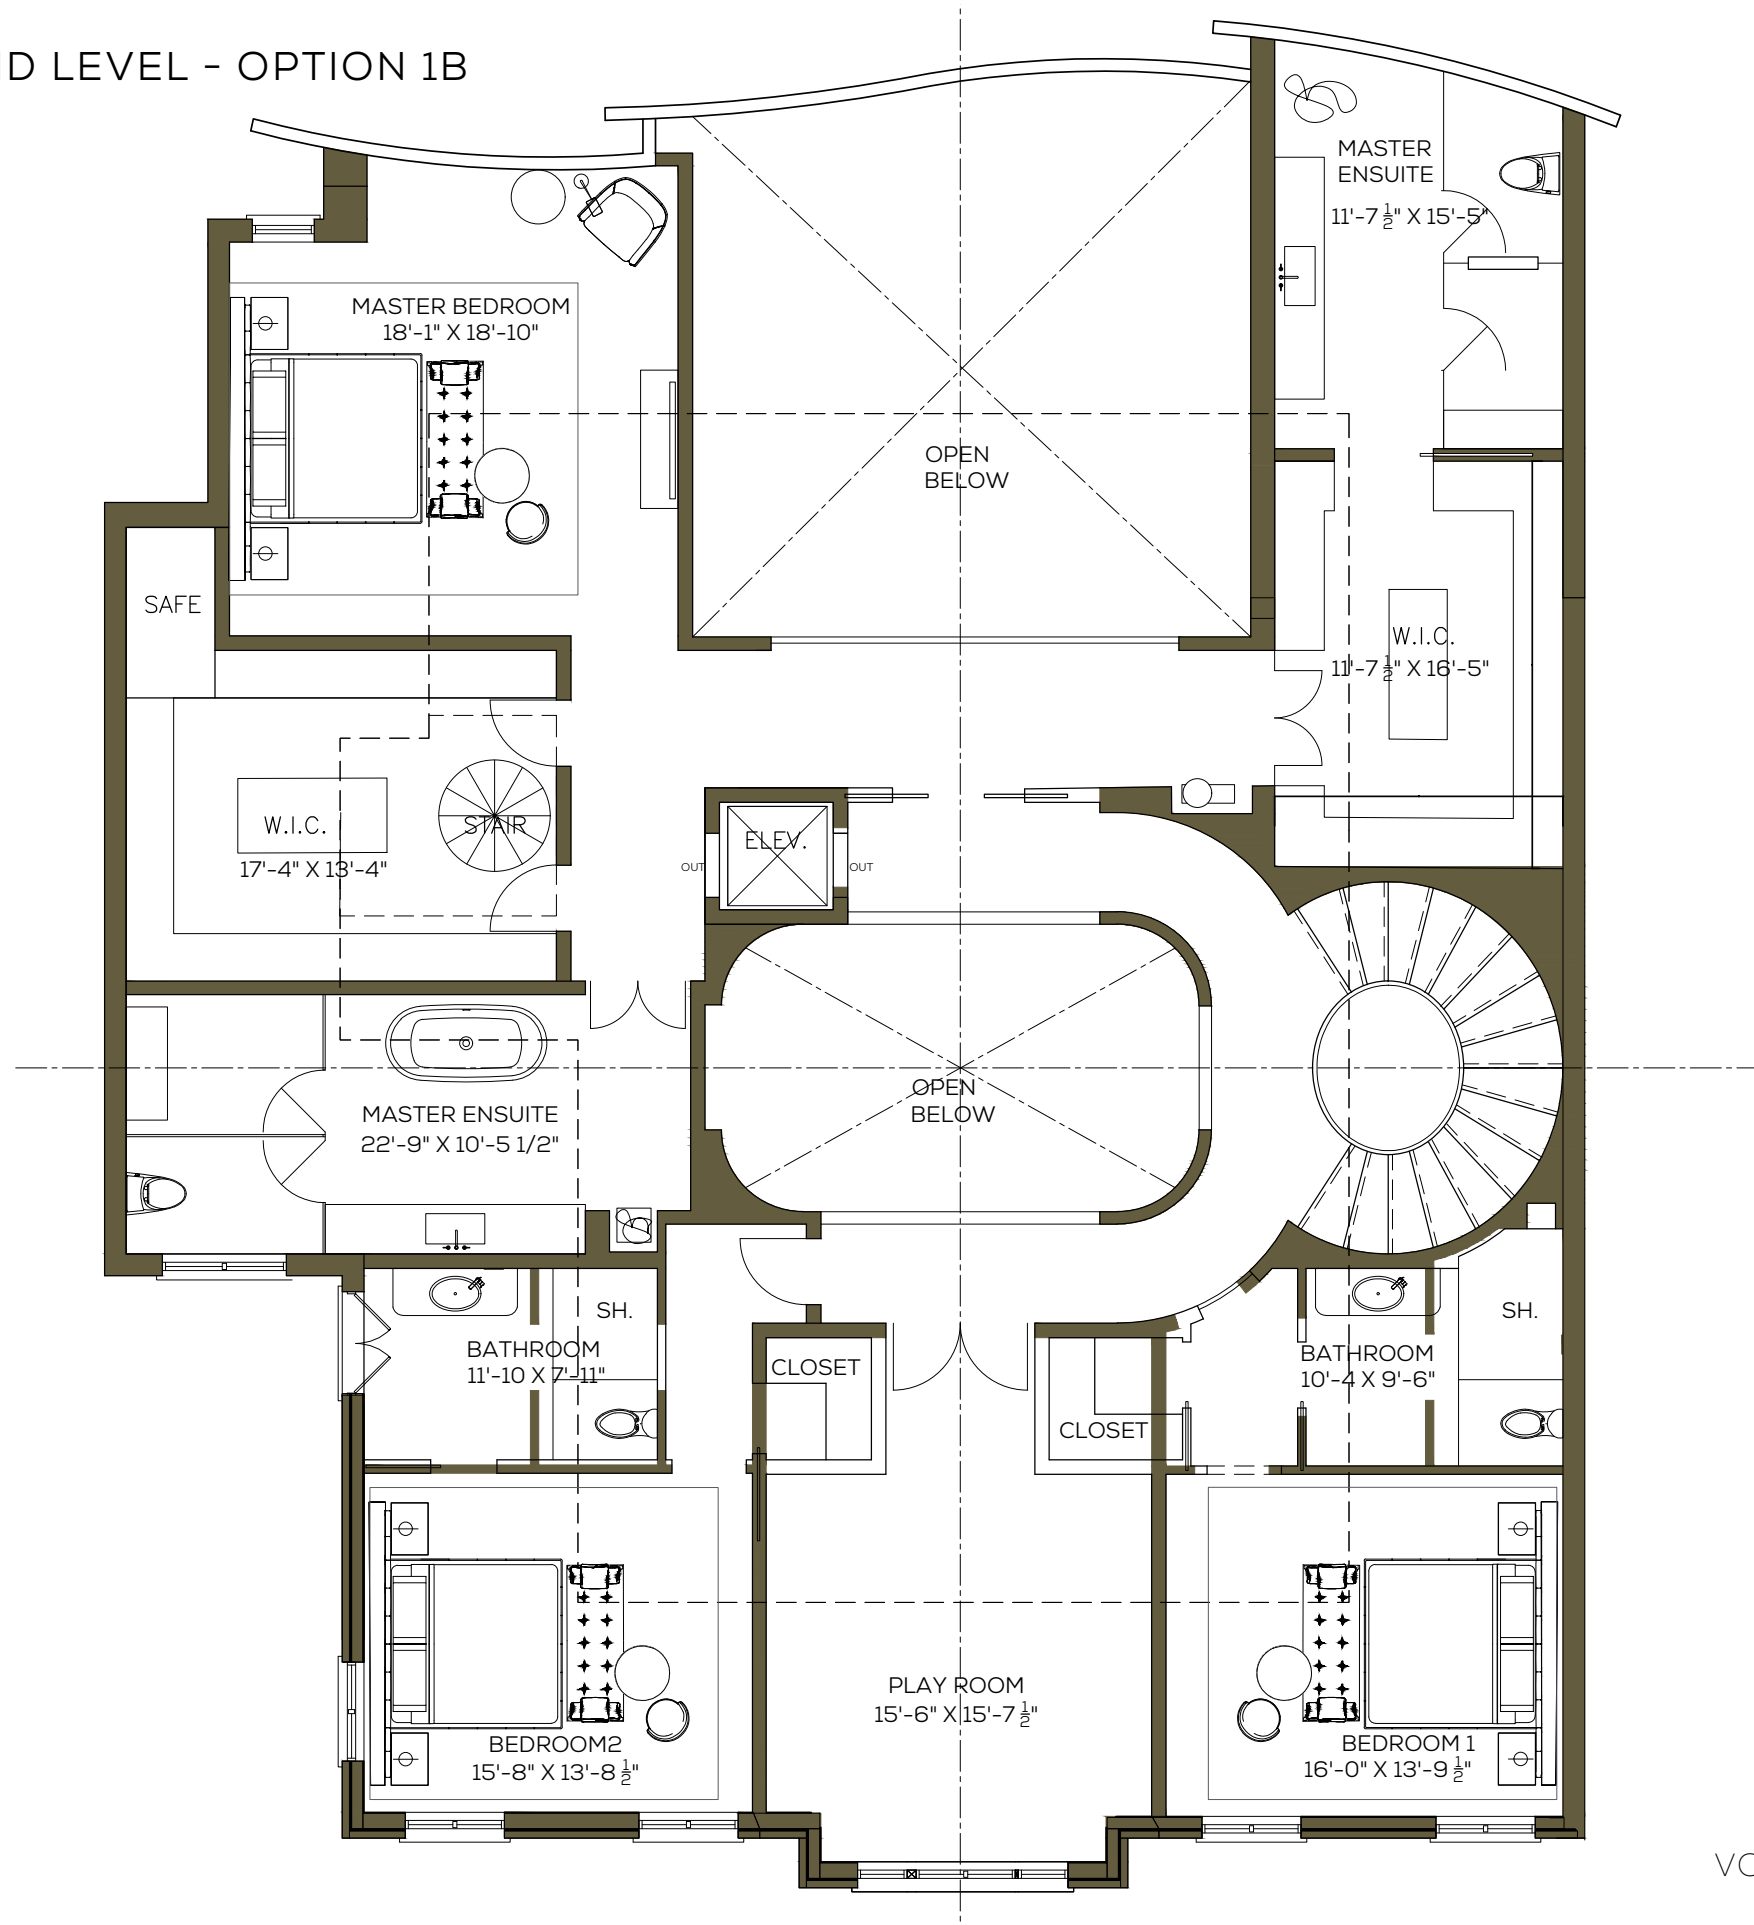 ID LEVEL - OPTION 1B
MASTER
ENSUITE
11'-7 1/2" X 15'-5"
MASTER BEDROOM
18'-1" X 18'-10"
OPEN
BELOW
SAFE
W.I.C.
11'-7 1/2" X 16'-5"
W.I.C.
17'-4" X 13'-4"
STAIR
ELEV.
OUT
OUT
OPEN
BELOW
MASTER ENSUITE
22'-9" X 10'-5 1/2"
SH.
BATHROOM
11'-10 X 7'-11"
CLOSET
CLOSET
SH.
BATHROOM
10'-4 X 9'-6"
PLAY ROOM
15'-6" X 15'-7 1/2"
BEDROOM2
15'-8" X 13'-8 1/2"
BEDROOM 1
16'-0" X 13'-9 1/2"